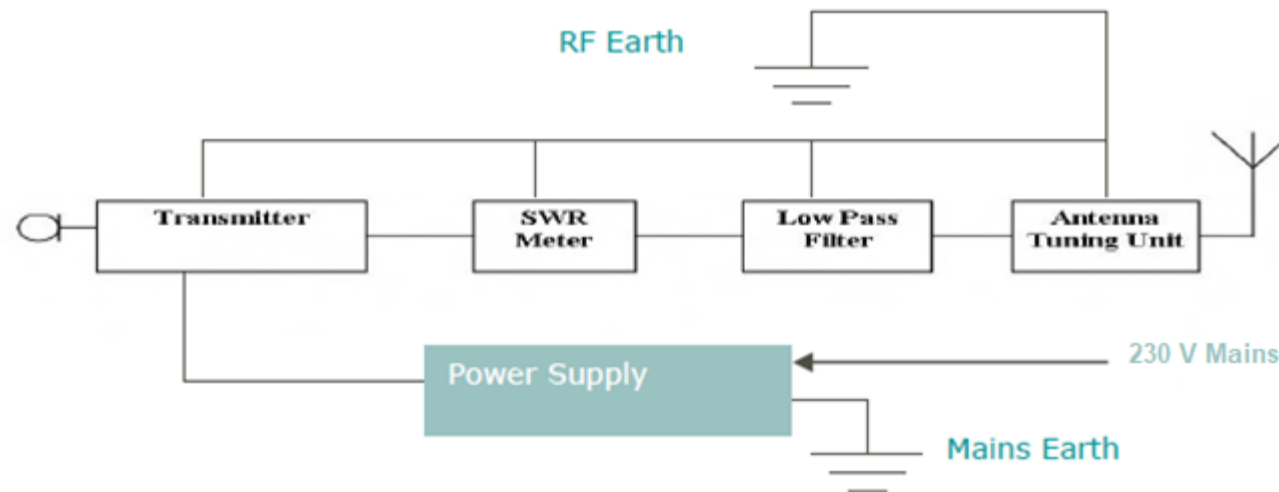 RF Earth
Transmitter
SWR
Meter
Low Pass
Filter
Antenna
Tuning Unit
Power Supply
230 V Mains
Mains Earth